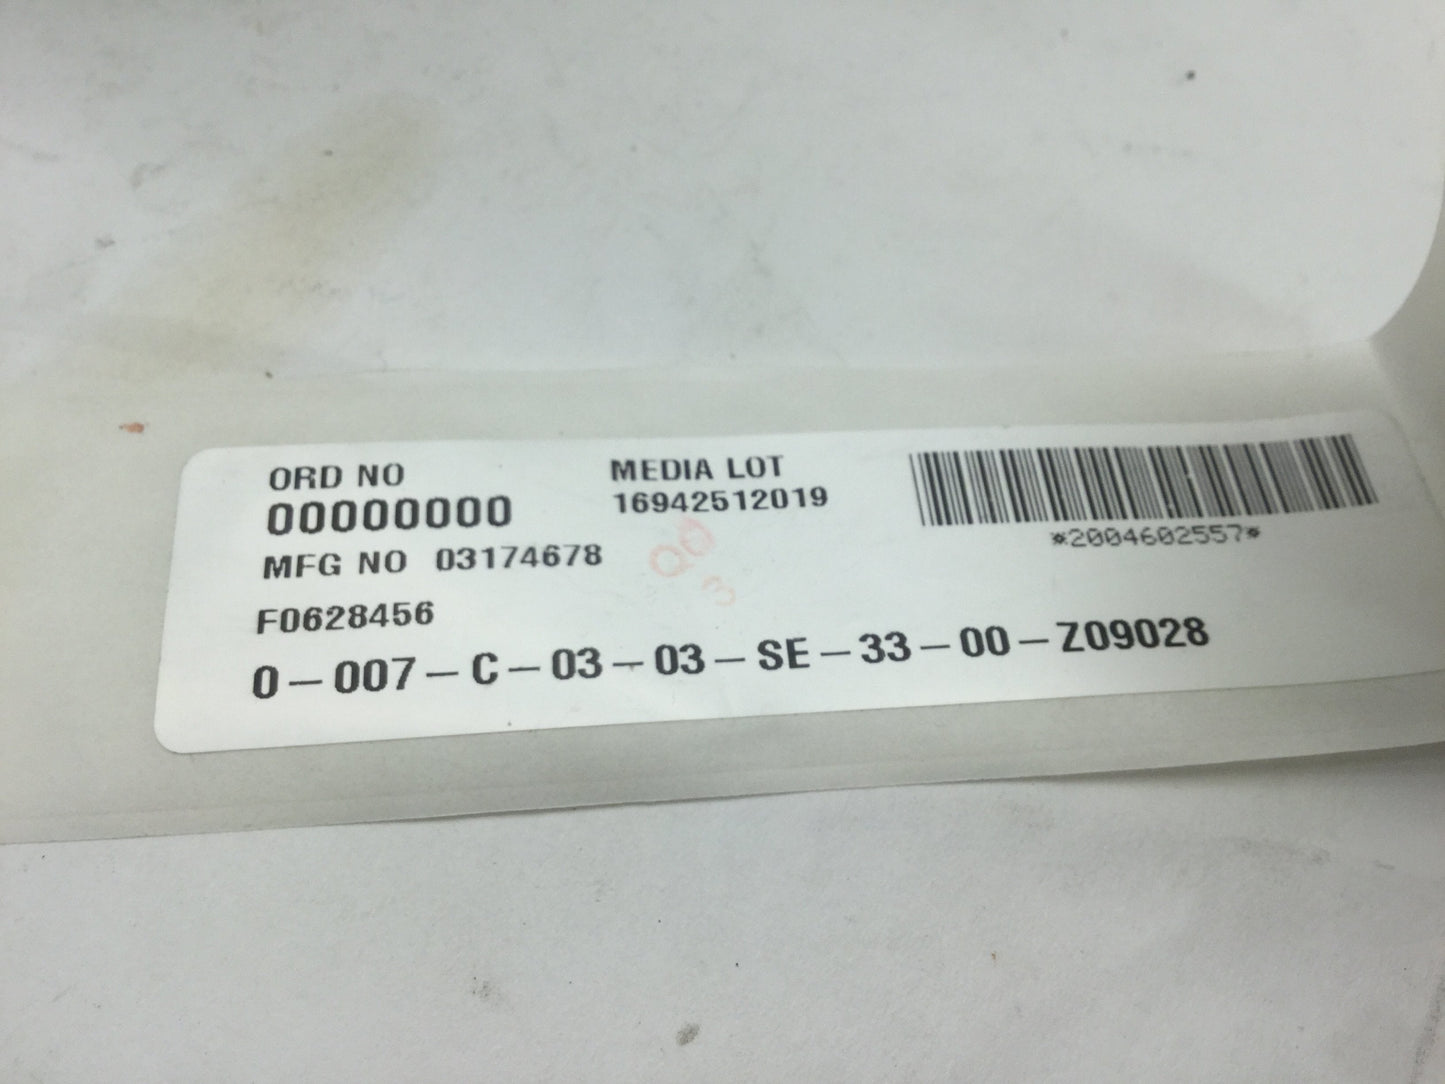 ORD NO
00000000
MFG NO 03174678
MEDIA LOT
16942512019
*2004602557*
F0628456
0-007-C-03-03-SE-33-00-Z09028